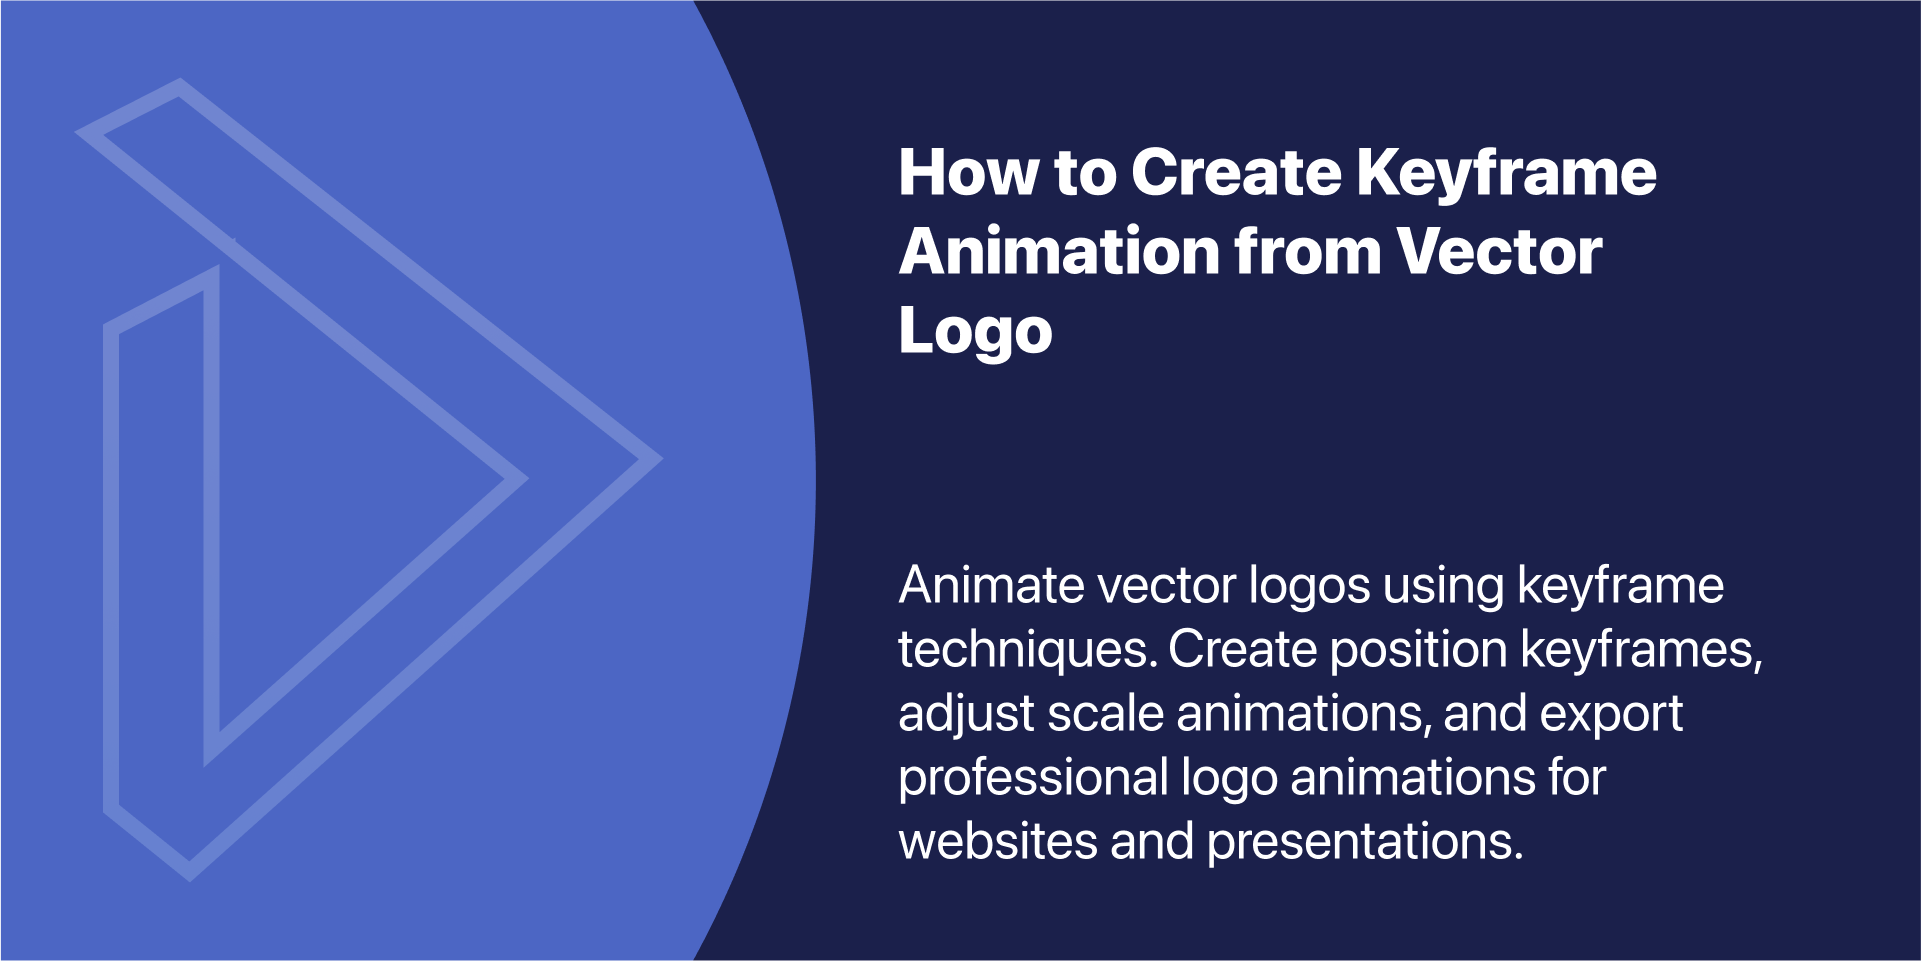 How to Create Keyframe
Animation from Vector
Logo
Animate vector logos using keyframe
techniques. Create position keyframes,
adjust scale animations, and export
professional logo animations for
websites and presentations.